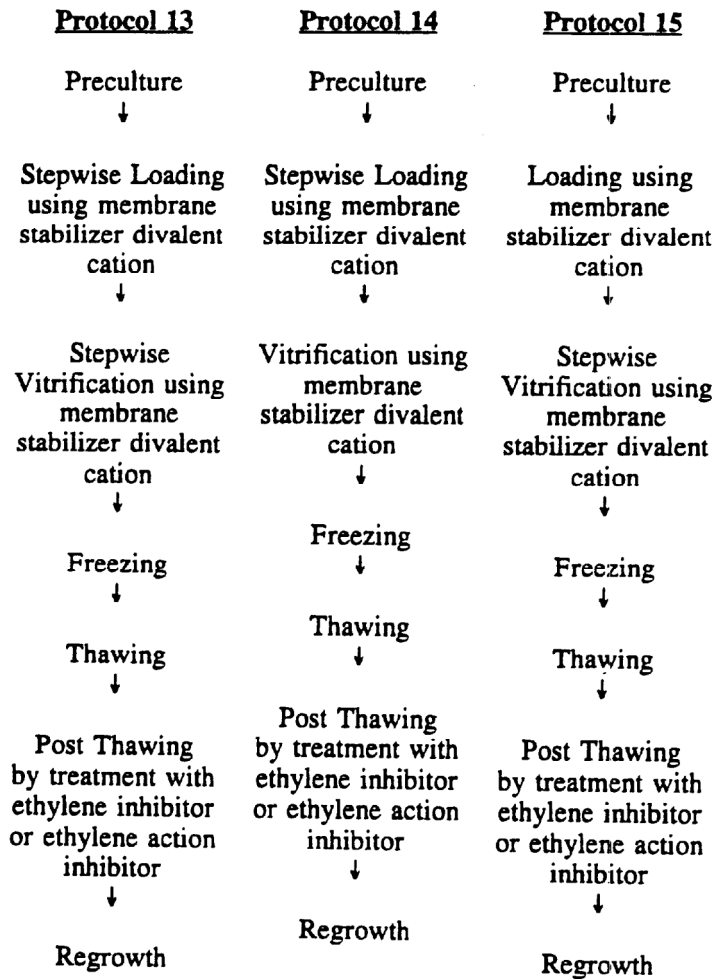 Protocol 13
Preculture
↓
Stepwise Loading
using membrane
stabilizer divalent
cation
↓
Stepwise
Vitrification using
membrane
stabilizer divalent
cation
↓
Freezing
↓
Thawing
↓
Post Thawing
by treatment with
ethylene inhibitor
or ethylene action
inhibitor
↓
Regrowth
Protocol 14
Preculture
↓
Stepwise Loading
using membrane
stabilizer divalent
cation
↓
Vitrification using
membrane
stabilizer divalent
cation
↓
Freezing
↓
Thawing
↓
Post Thawing
by treatment with
ethylene inhibitor
or ethylene action
inhibitor
↓
Regrowth
Protocol 15
Preculture
↓
Loading using
membrane
stabilizer divalent
cation
↓
Stepwise
Vitrification using
membrane
stabilizer divalent
cation
↓
Freezing
↓
Thawing
↓
Post Thawing
by treatment with
ethylene inhibitor
or ethylene action
inhibitor
↓
Regrowth